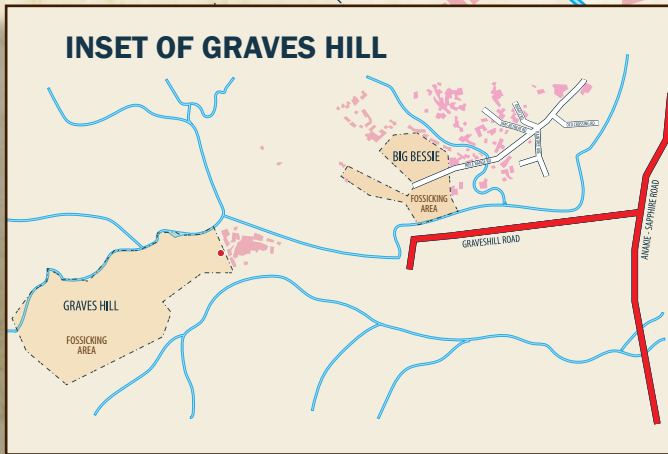 INSET OF GRAVES HILL
BIG BESSIE
FOSSICKING
AREA
GRAVESHILL ROAD
ANAKIE - SAPPHIRE ROAD
GRAVES HILL
FOSSICKING
AREA